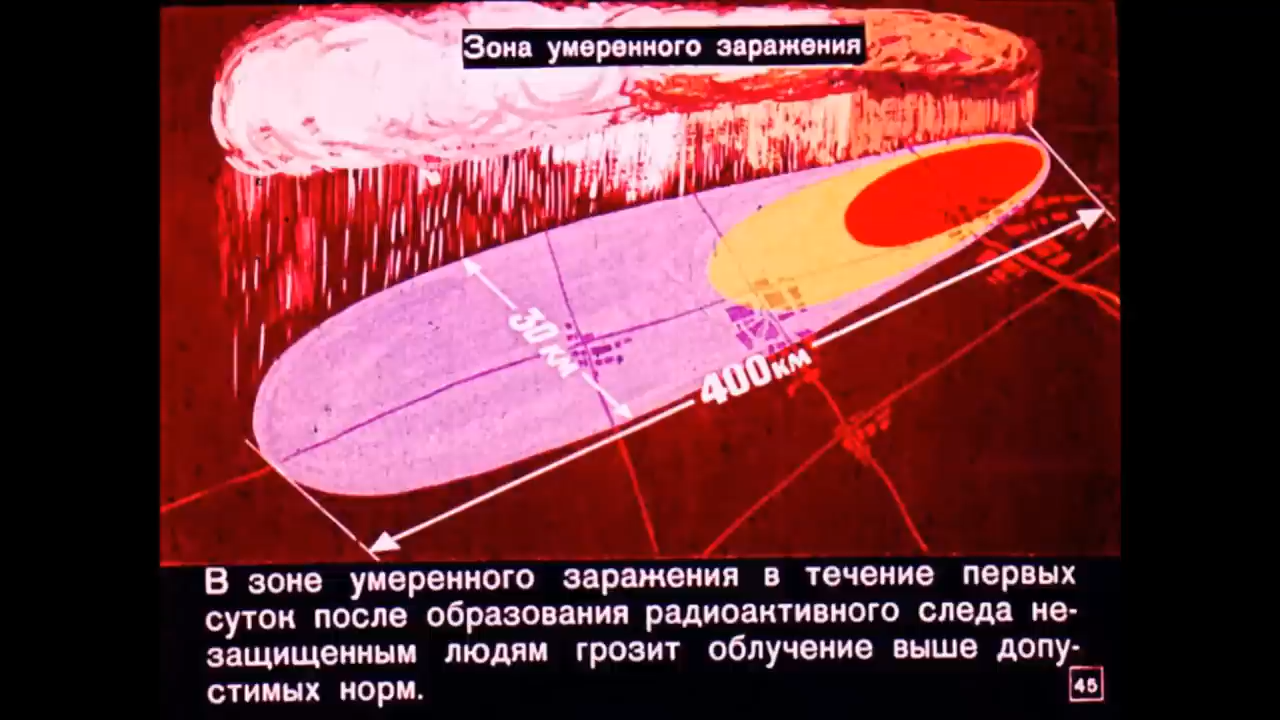 Зона умеренного заражения
30 км
400км
В зоне умеренного заражения в течение первых
суток после образования радиоактивного следа не-
защищенным людям грозит облучение выше допу-
стимых норм.
45